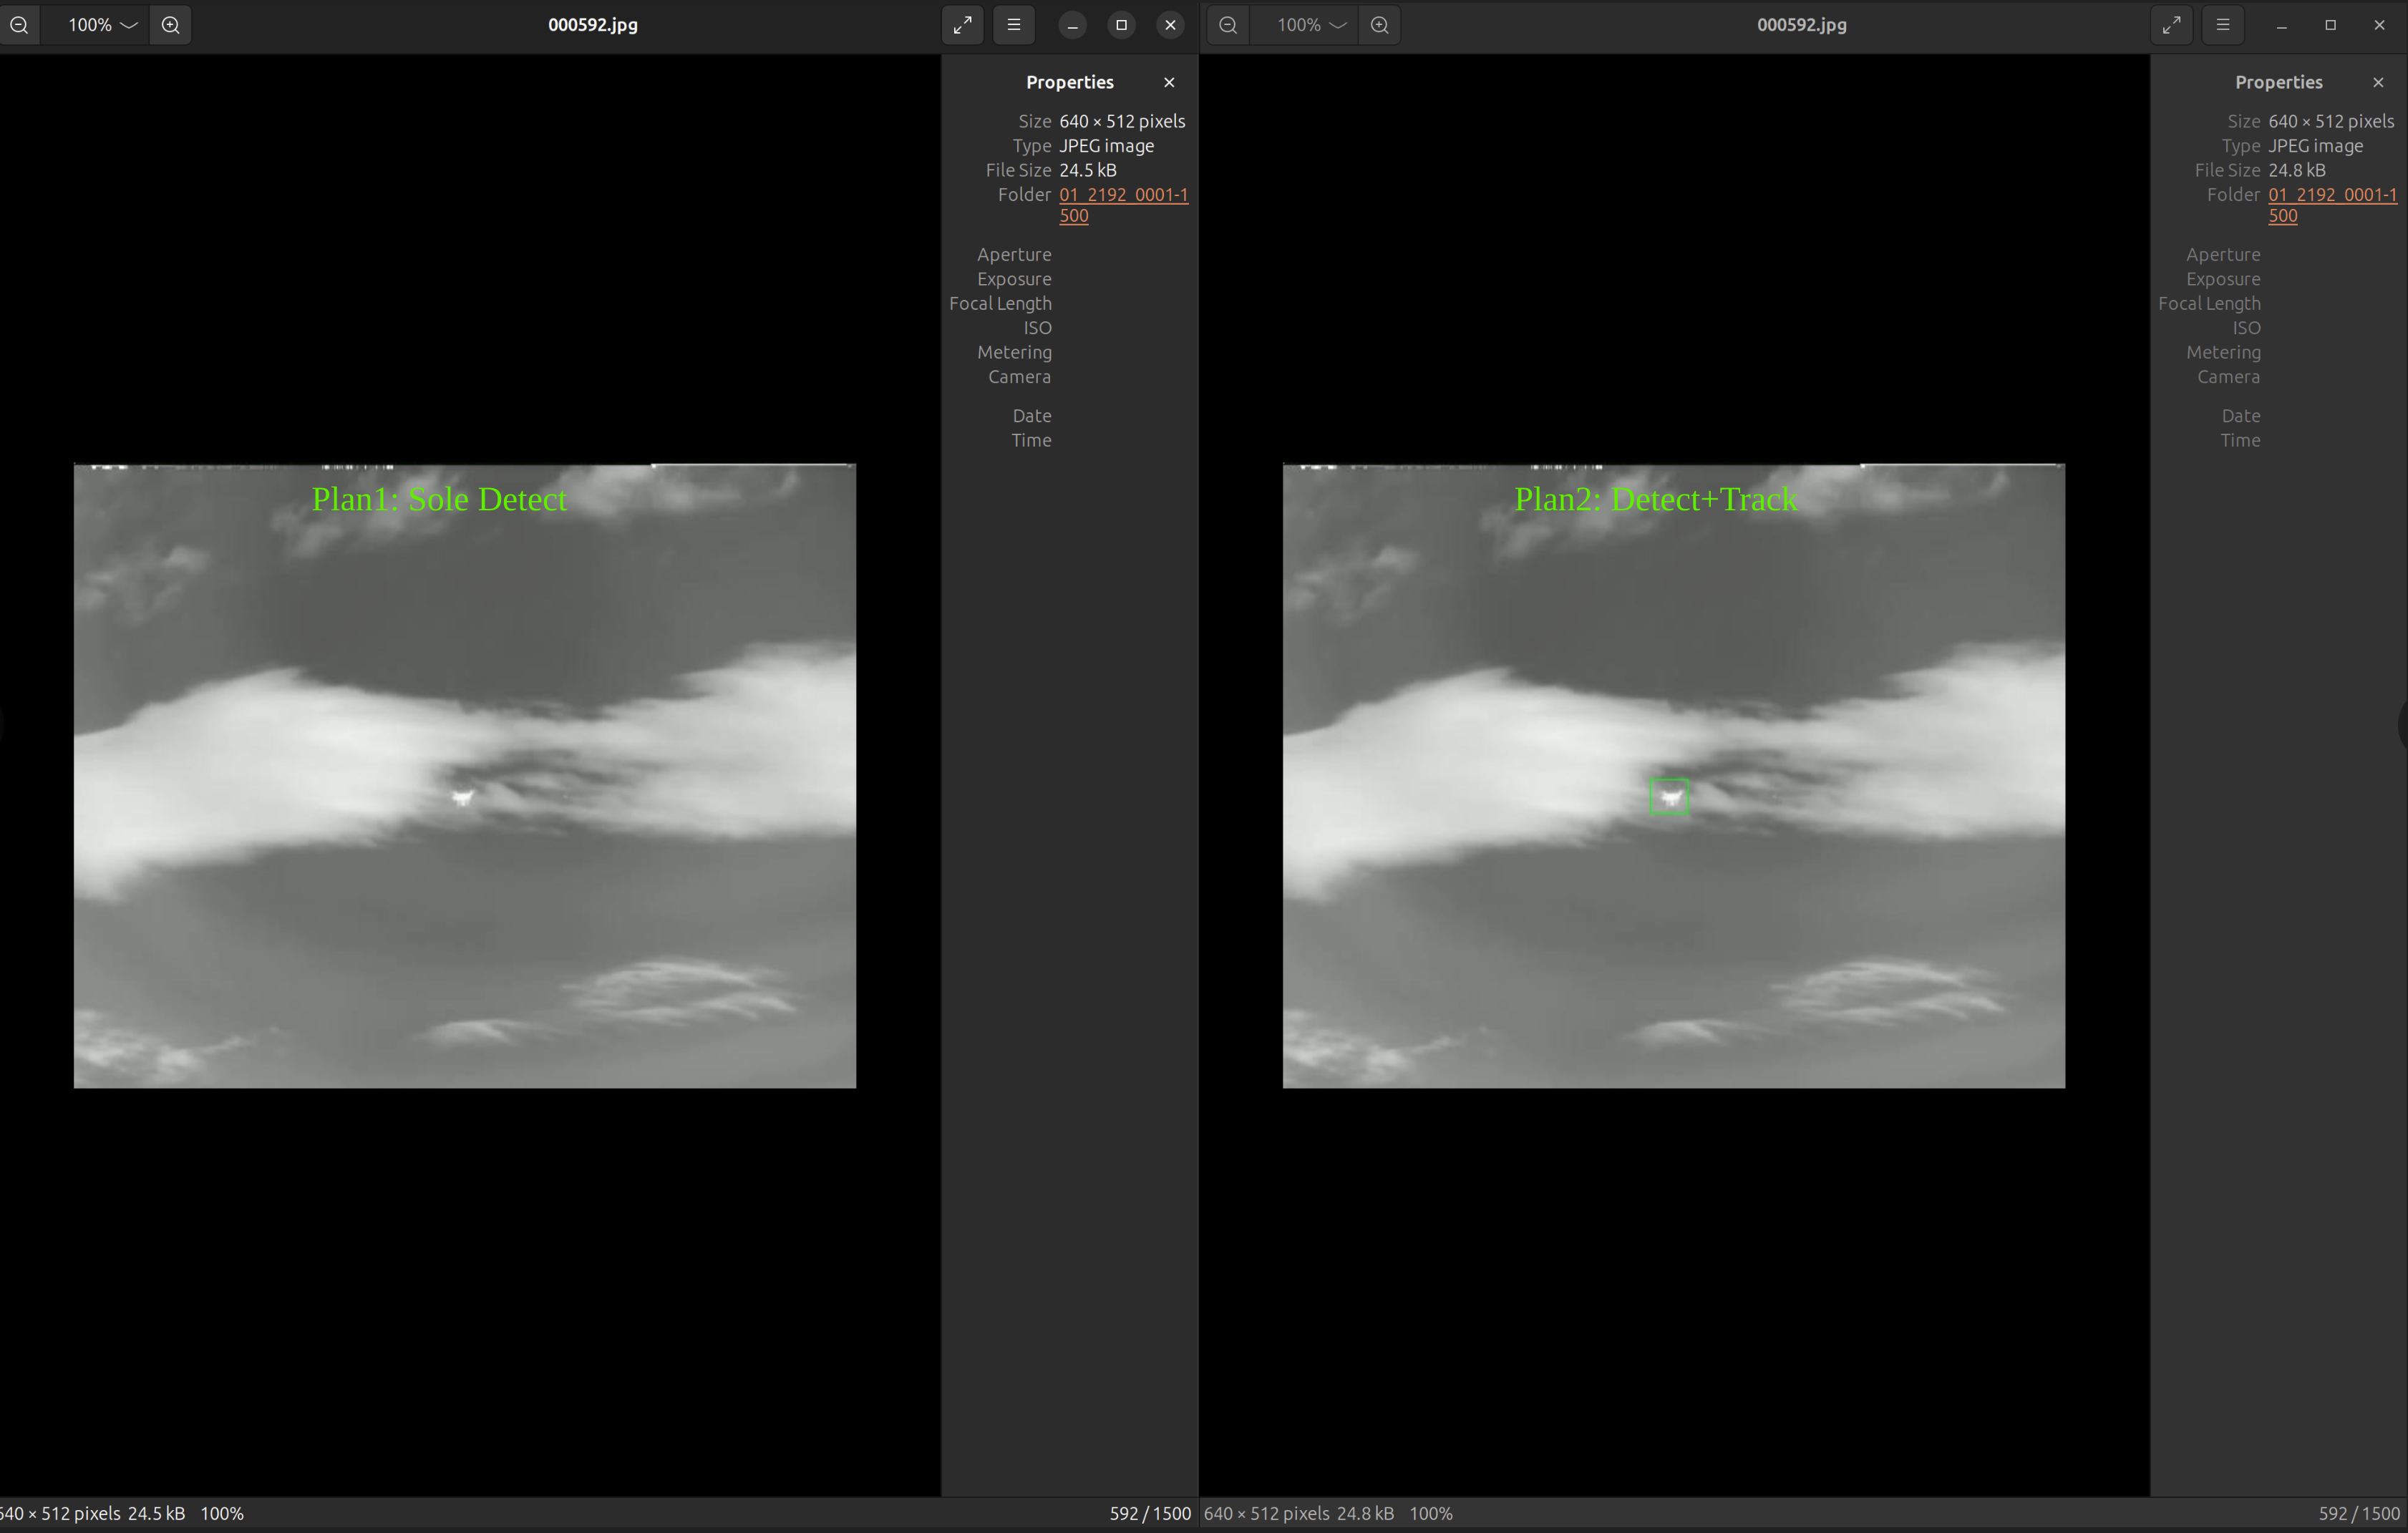 100%
000592.jpg
Properties
Size 640 × 512 pixels
Type JPEG image
File Size 24.5 kB
Folder 01_2192_0001-1
500
Aperture
Exposure
Focal Length
ISO
Metering
Camera
Date
Time
Plan1: Sole Detect
640 × 512 pixels 24.5 kB 100%
592 / 1500
100%
000592.jpg
Properties
Size 640 × 512 pixels
Type JPEG image
File Size 24.8 kB
Folder 01_2192_0001-1
500
Aperture
Exposure
Focal Length
ISO
Metering
Camera
Date
Time
Plan2: Detect+Track
640 × 512 pixels 24.8 kB 100%
592 / 1500